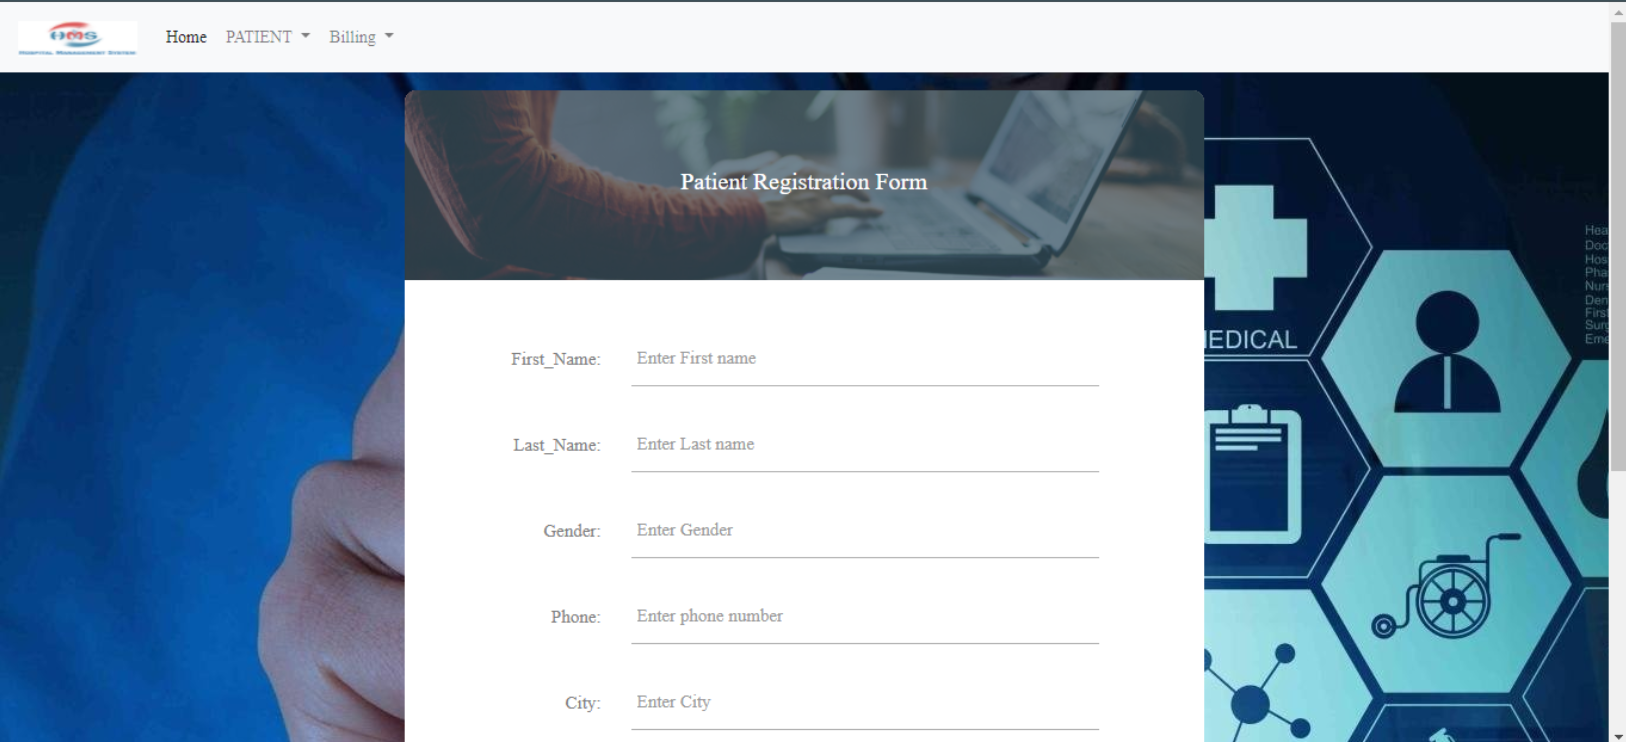 HMS
HOSPITAL MANAGEMENT SYSTEM
Home
PATIENT
Billing
Patient Registration Form
First_Name:
Enter First name
Last_Name:
Enter Last name
Gender:
Enter Gender
Phone:
Enter phone number
City:
Enter City
EDICAL
Hea
Doc
Hos
Pha
Nur
Den
First
Surg
Eme